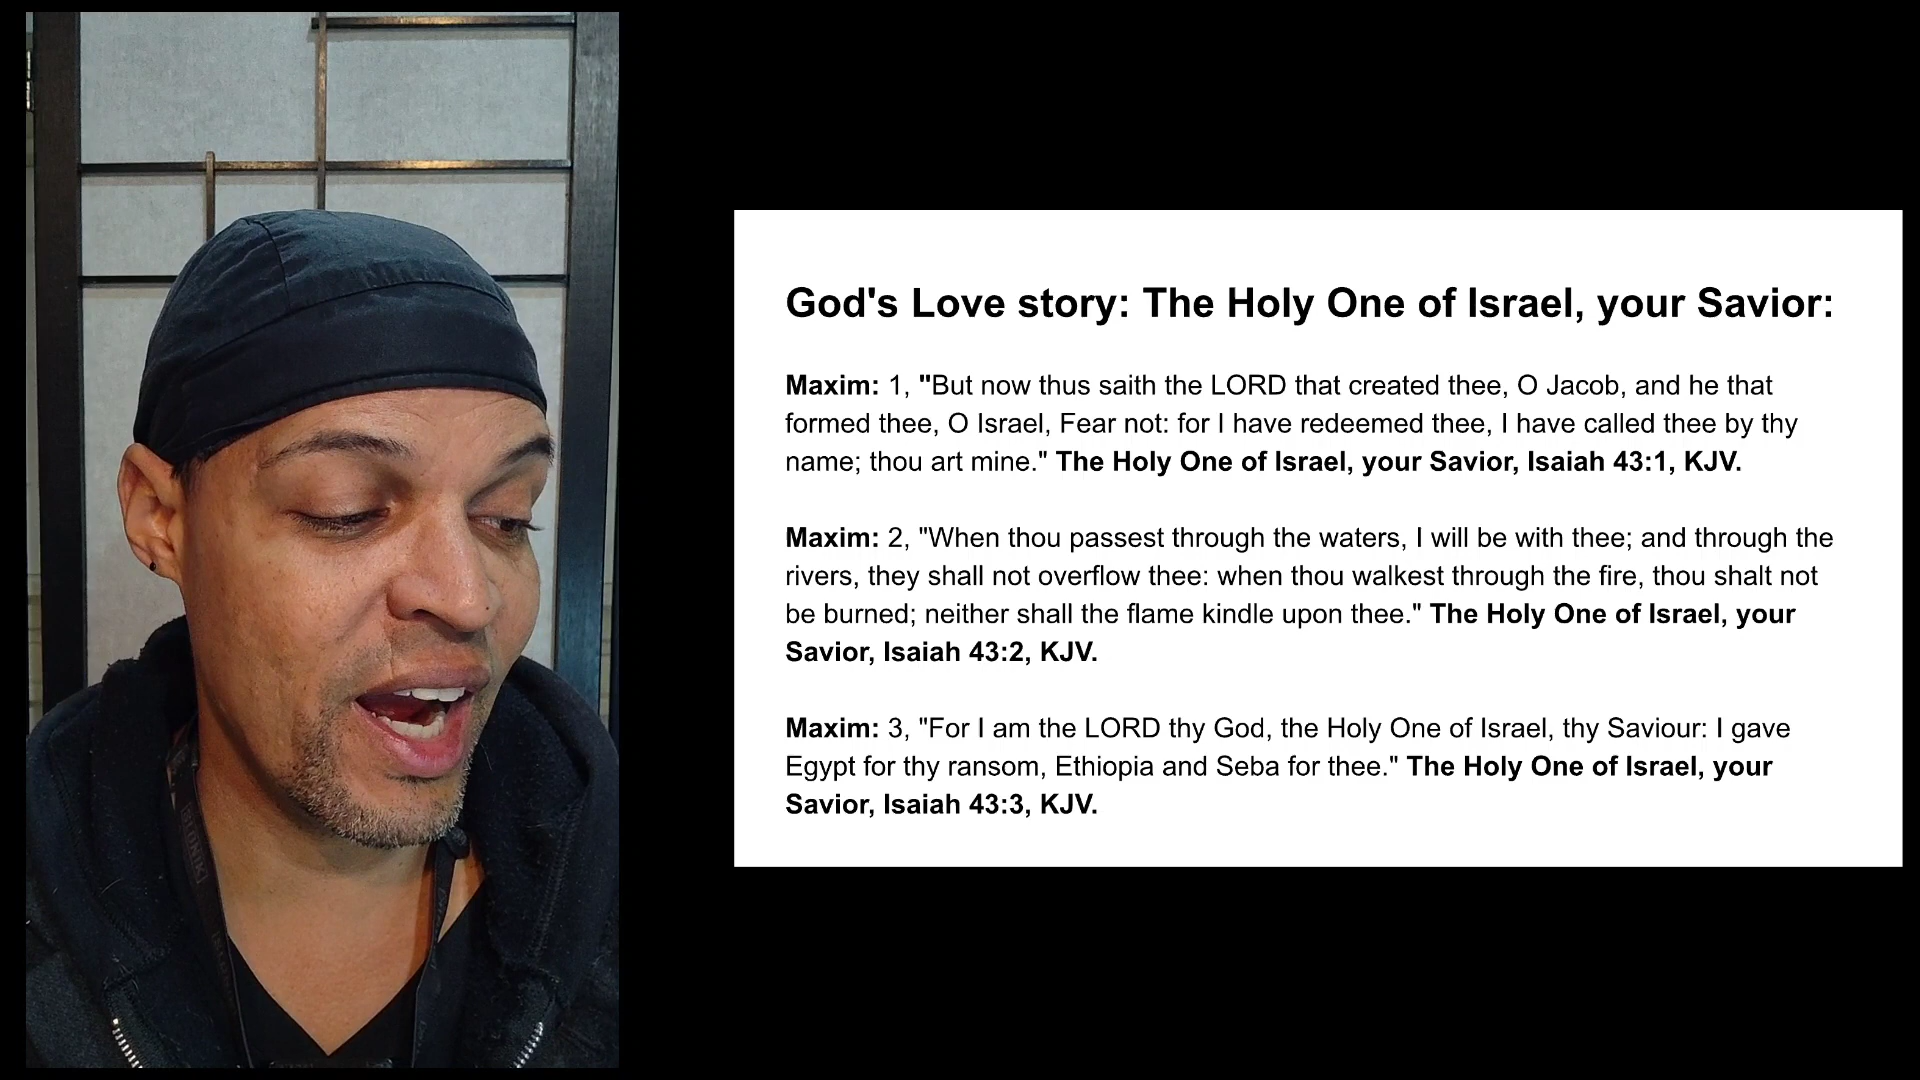 God's Love story: The Holy One of Israel, your Savior:
Maxim: 1, "But now thus saith the LORD that created thee, O Jacob, and he that
formed thee, O Israel, Fear not: for I have redeemed thee, I have called thee by thy
name; thou art mine." The Holy One of Israel, your Savior, Isaiah 43:1, KJV.
Maxim: 2, "When thou passest through the waters, I will be with thee; and through the
rivers, they shall not overflow thee: when thou walkest through the fire, thou shalt not
be burned; neither shall the flame kindle upon thee." The Holy One of Israel, your
Savior, Isaiah 43:2, KJV.
Maxim: 3, "For I am the LORD thy God, the Holy One of Israel, thy Saviour: I gave
Egypt for thy ransom, Ethiopia and Seba for thee." The Holy One of Israel, your
Savior, Isaiah 43:3, KJV.